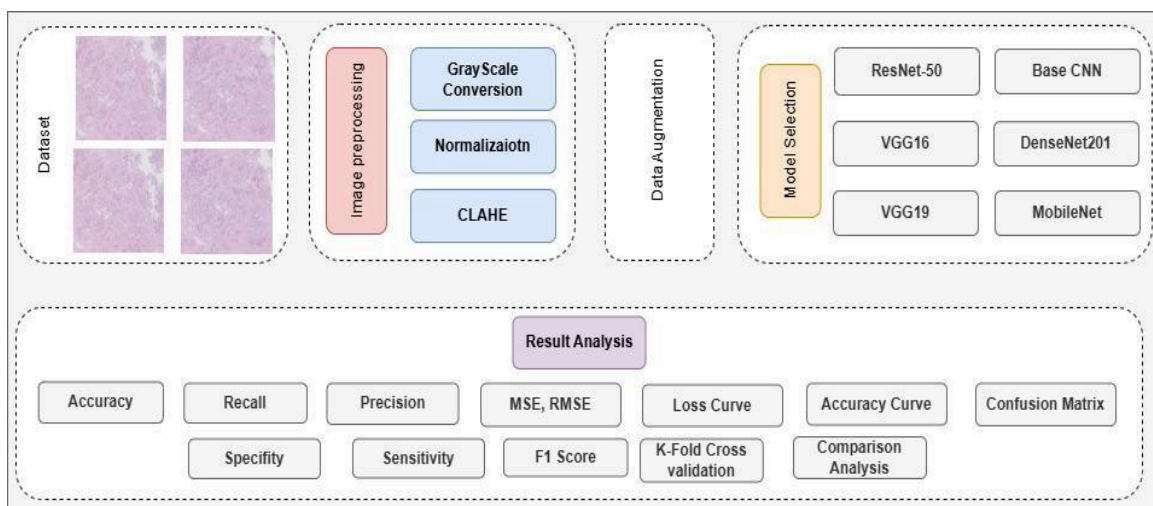 Dataset
Image preprocessing
GrayScale
Conversion
Normalizaiotn
CLAHE
Data Augmentation
Model Selection
ResNet-50
Base CNN
VGG16
DenseNet201
VGG19
MobileNet
Result Analysis
Accuracy
Recall
Precision
MSE, RMSE
Loss Curve
Accuracy Curve
Confusion Matrix
Specifity
Sensitivity
F1 Score
K-Fold Cross
validation
Comparison
Analysis